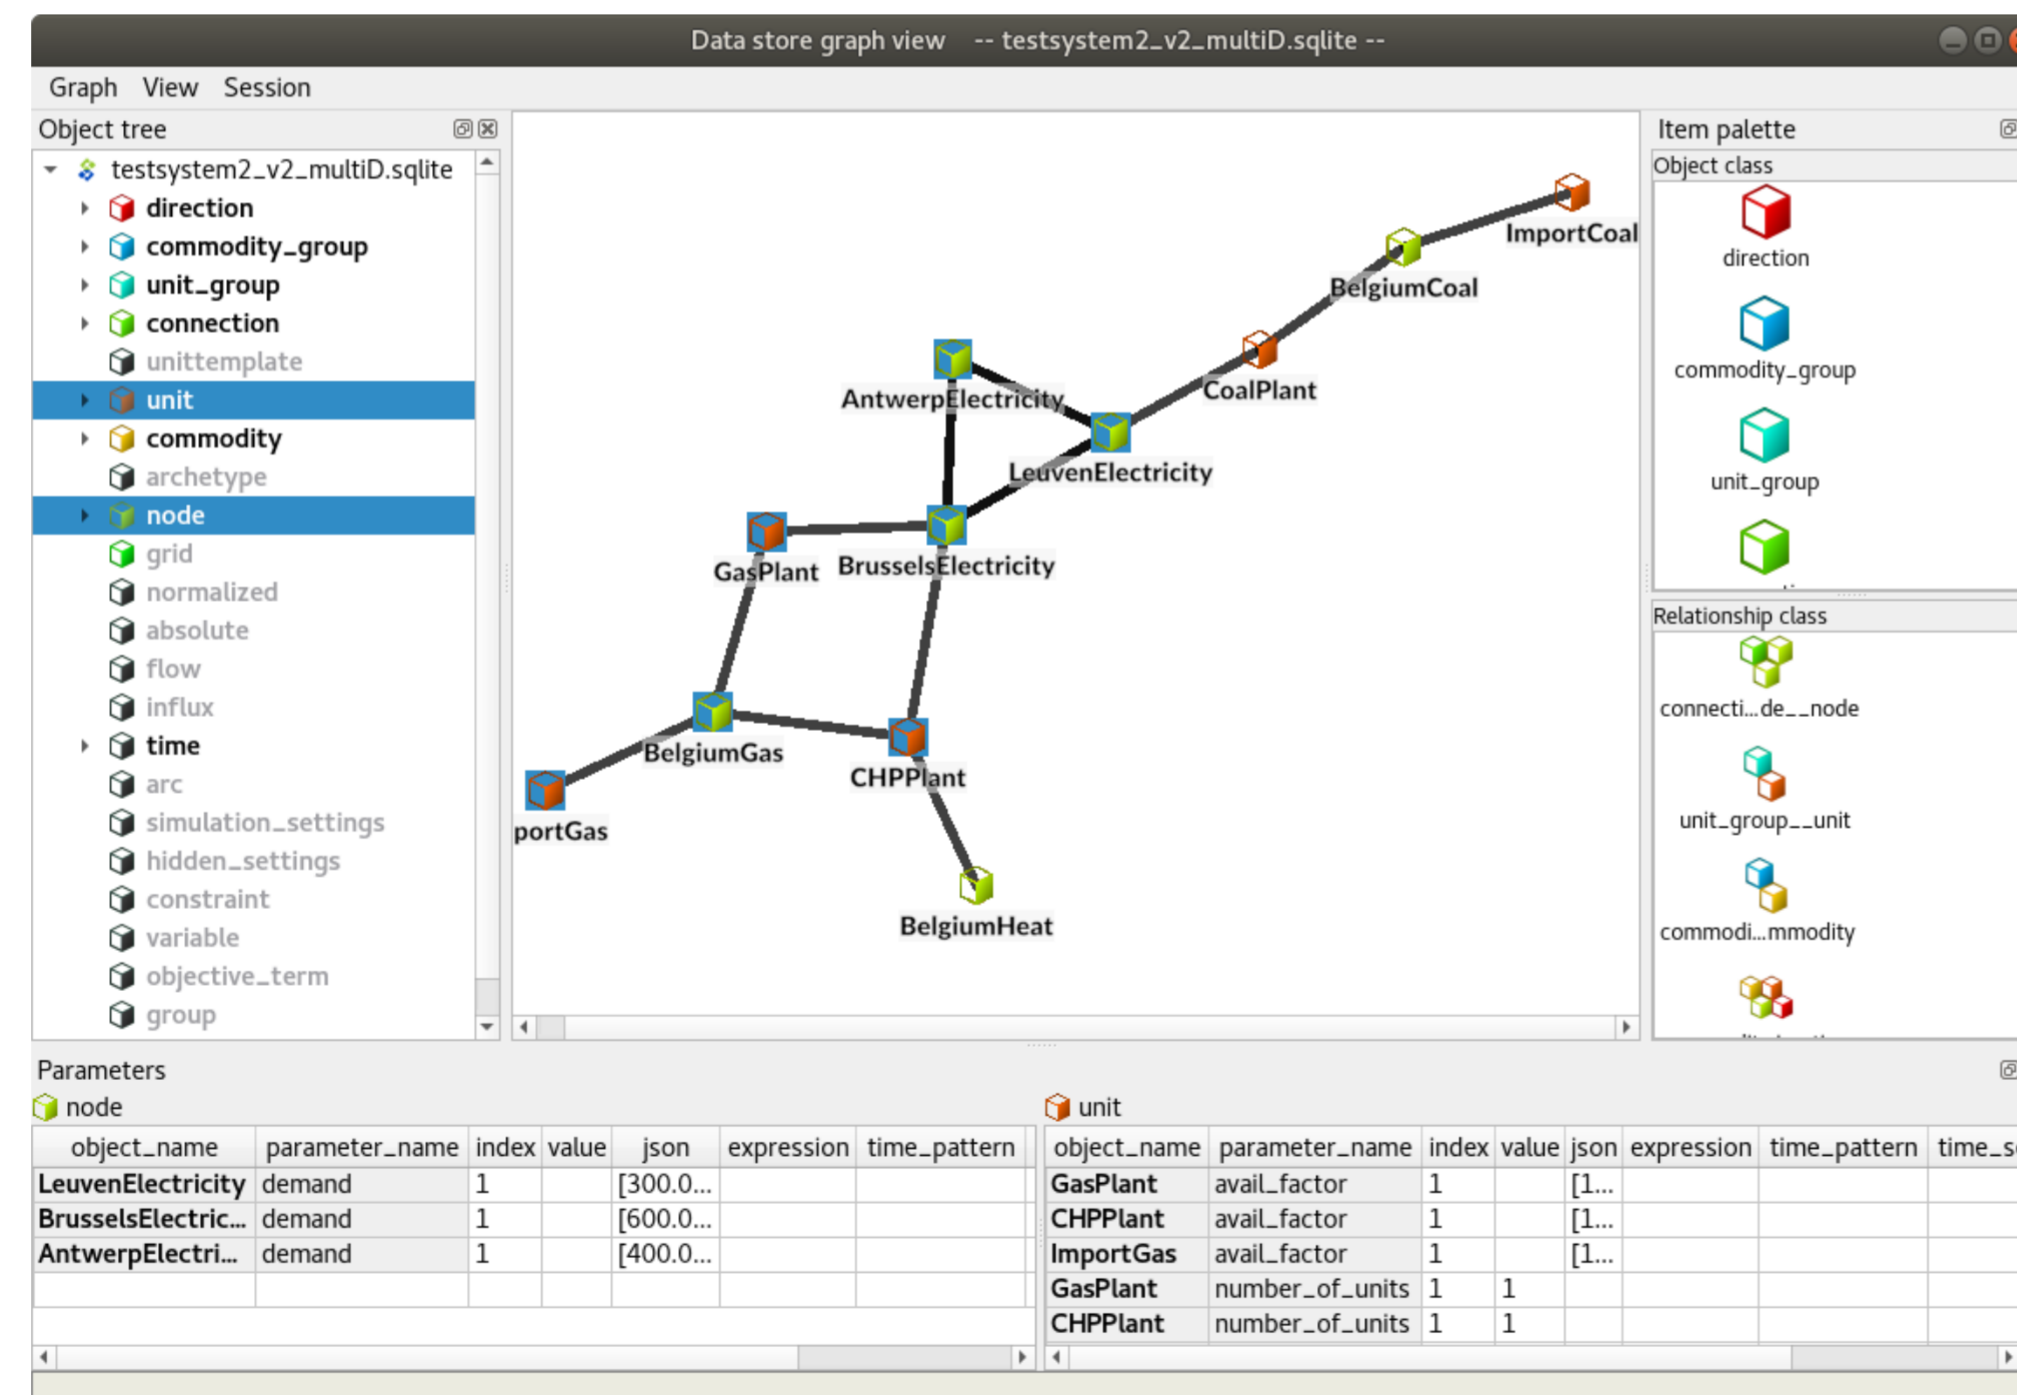 Data store graph view -- testsystem2_v2_multiD.sqlite --
Graph View Session
Object tree
testsystem2_v2_multiD.sqlite
direction
commodity_group
unit_group
connection
unittemplate
unit
commodity
archetype
node
grid
normalized
absolute
flow
influx
time
arc
simulation_settings
hidden_settings
constraint
variable
objective_term
group
ImportCoal
BelgiumCoal
CoalPlant
AntwerpElectricity
LeuvenElectricity
GasPlant
BrusselsElectricity
BelgiumGas
CHPPlant
portGas
BelgiumHeat
Item palette
Object class
direction
commodity_group
unit_group
Relationship class
connecti...de__node
unit_group__unit
commodi...mmodity
Parameters
node
object_name parameter_name index value json expression time_pattern
LeuvenElectricity demand 1 [300.0...
BrusselsElectric... demand 1 [600.0...
AntwerpElectri... demand 1 [400.0...
unit
object_name parameter_name index value json expression time_pattern time_s
GasPlant avail_factor 1 [1...
CHPPlant avail_factor 1 [1...
ImportGas avail_factor 1 [1...
GasPlant number_of_units 1 1
CHPPlant number_of_units 1 1